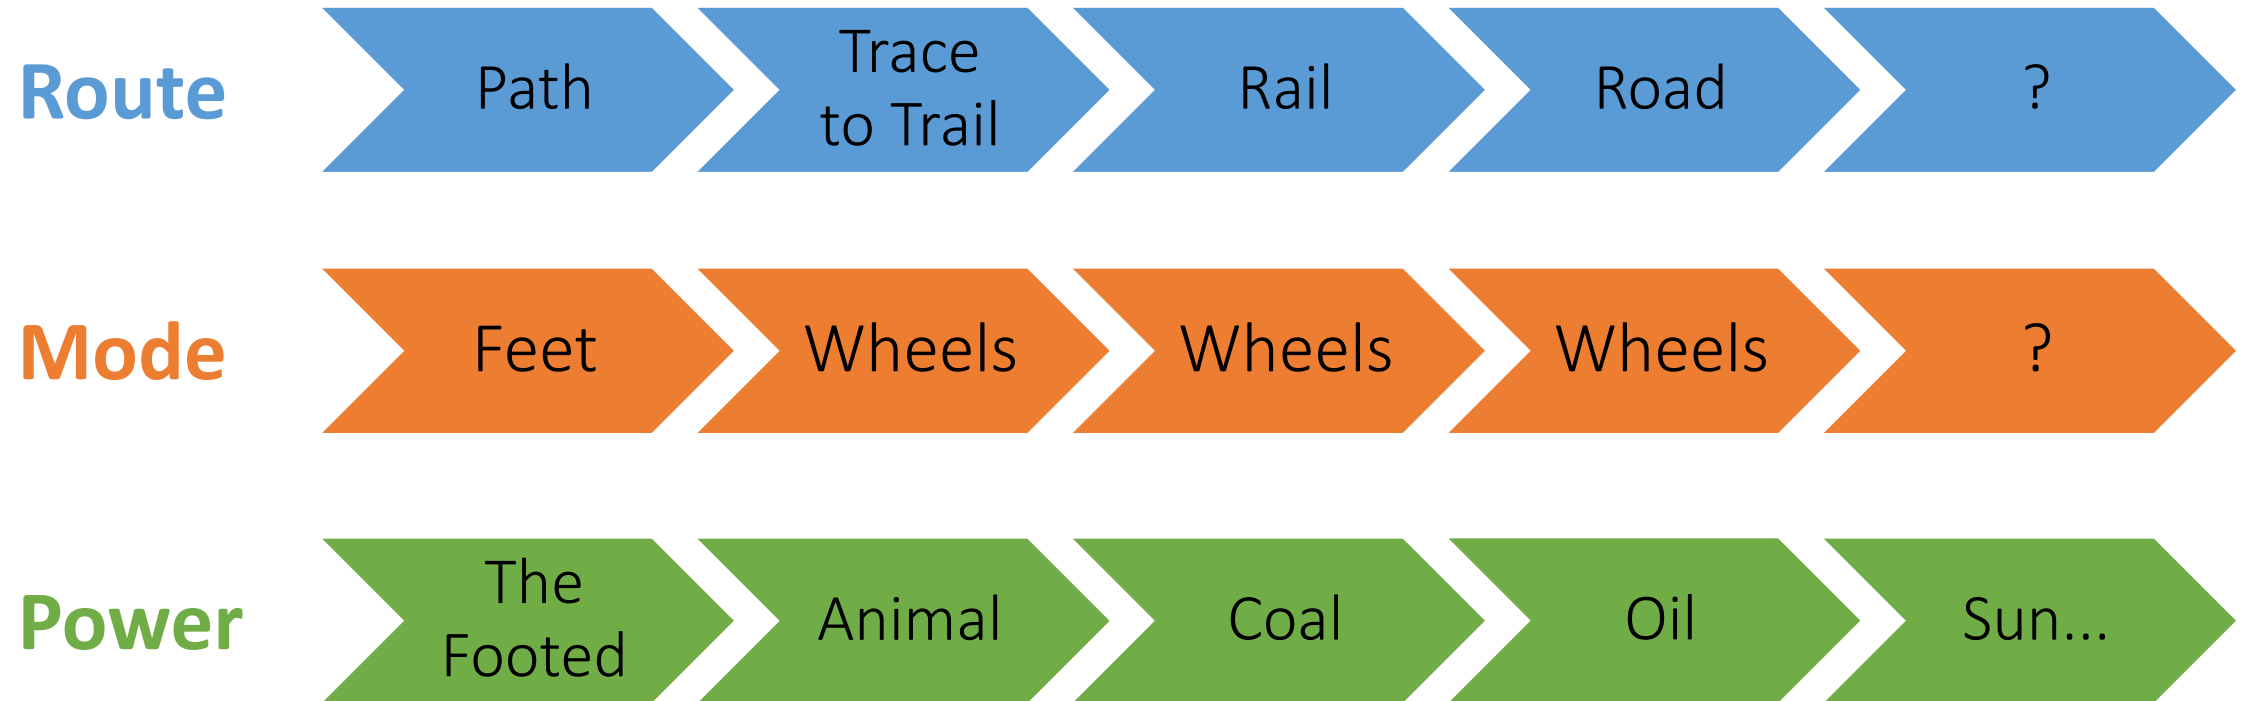 Route
Path
Trace
to Trail
Rail
Road
?
Mode
Feet
Wheels
Wheels
Wheels
?
Power
The
Footed
Animal
Coal
Oil
Sun...